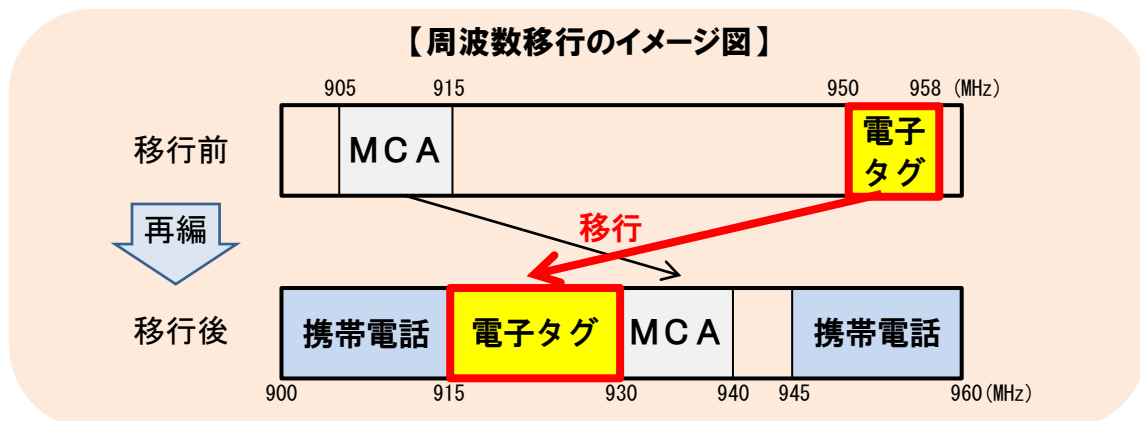 【周波数移行のイメージ図】
905 915 950 958 (MHz)
移行前 MCA 電子
タグ
再編 移行
移行後 携帯電話 電子タグ MCA 携帯電話
900 915 930 940 945 960(MHz)